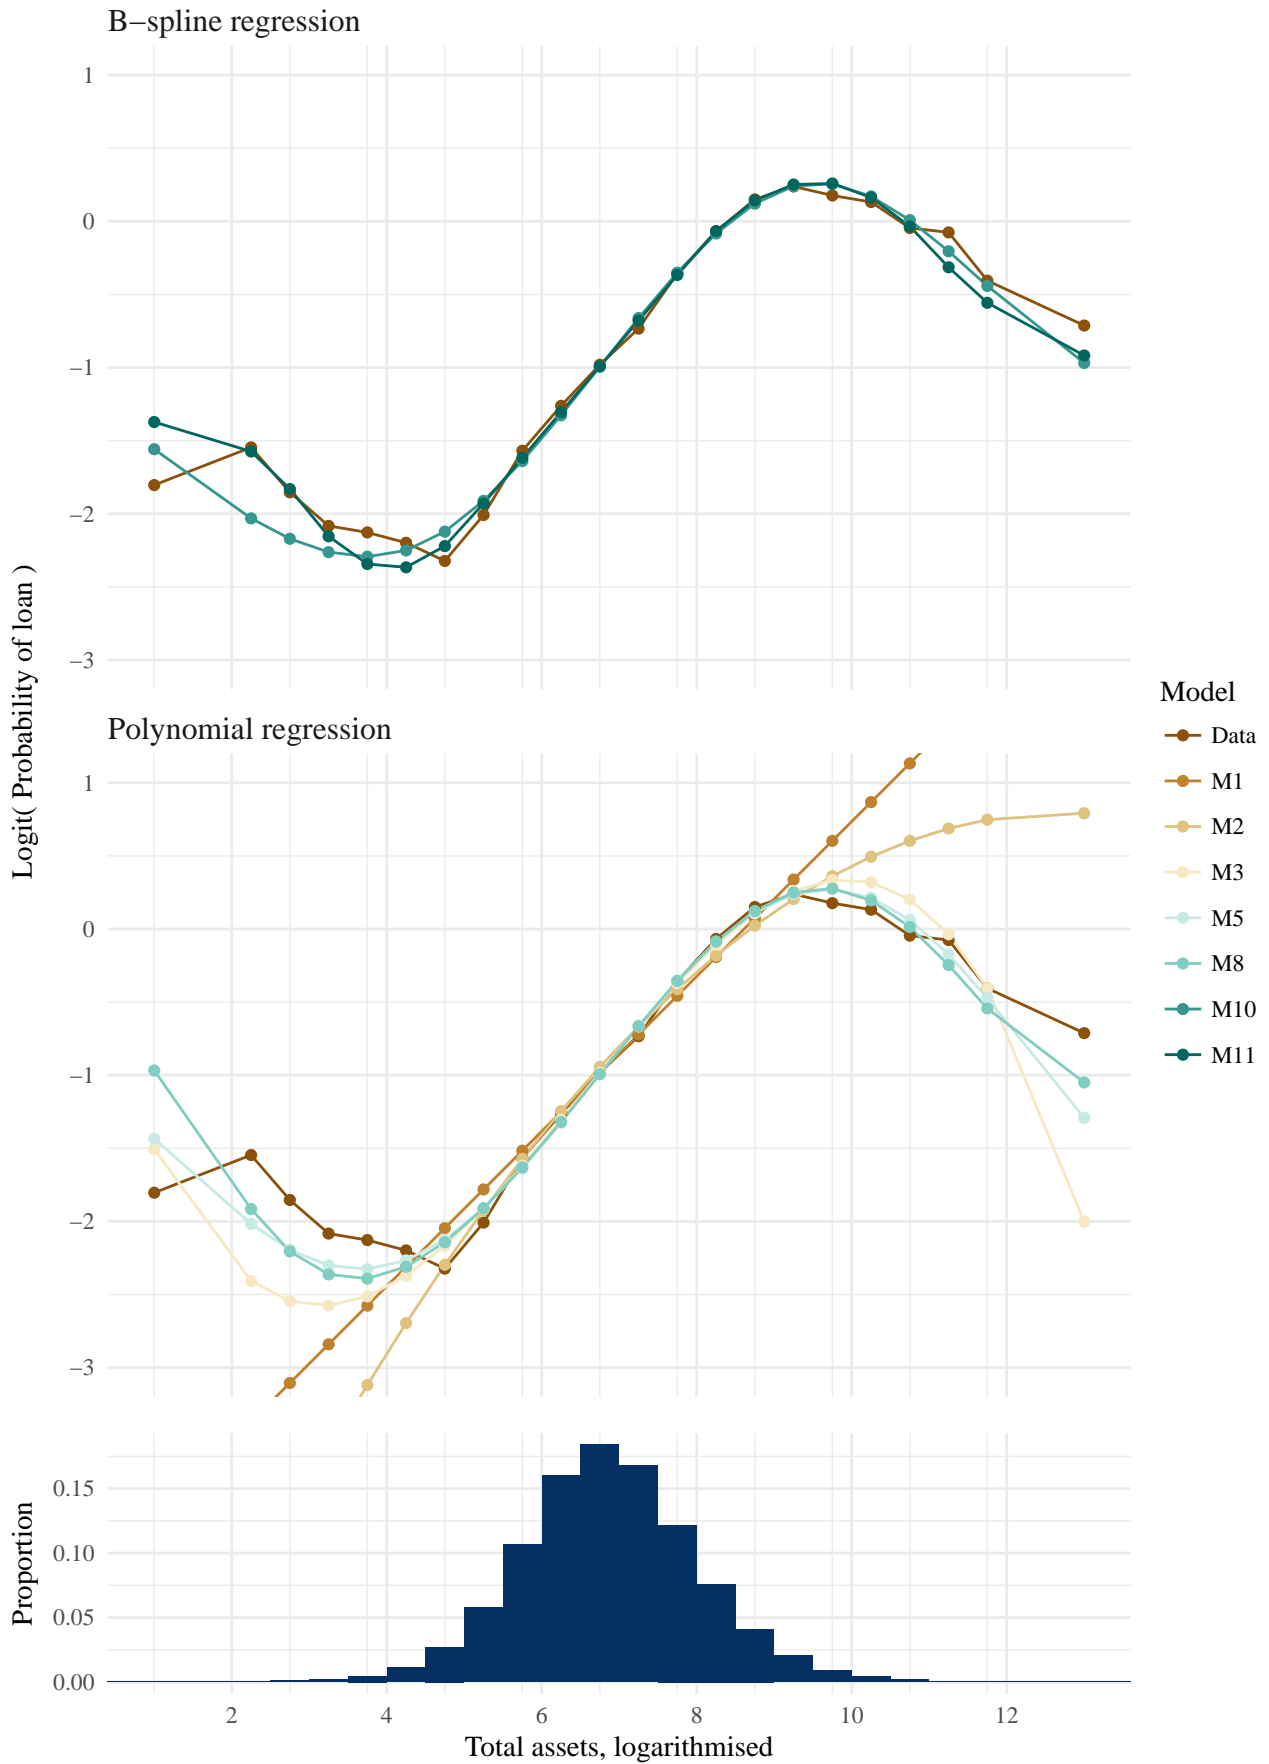 B−spline regression
1
0
−1
−2
−3
Logit( Probability of loan )
Polynomial regression
1
0
−1
−2
−3
Model
Data
M1
M2
M3
M5
M8
M10
M11
Proportion
0.15
0.10
0.05
0.00
2 4 6 8 10 12
Total assets, logarithmised